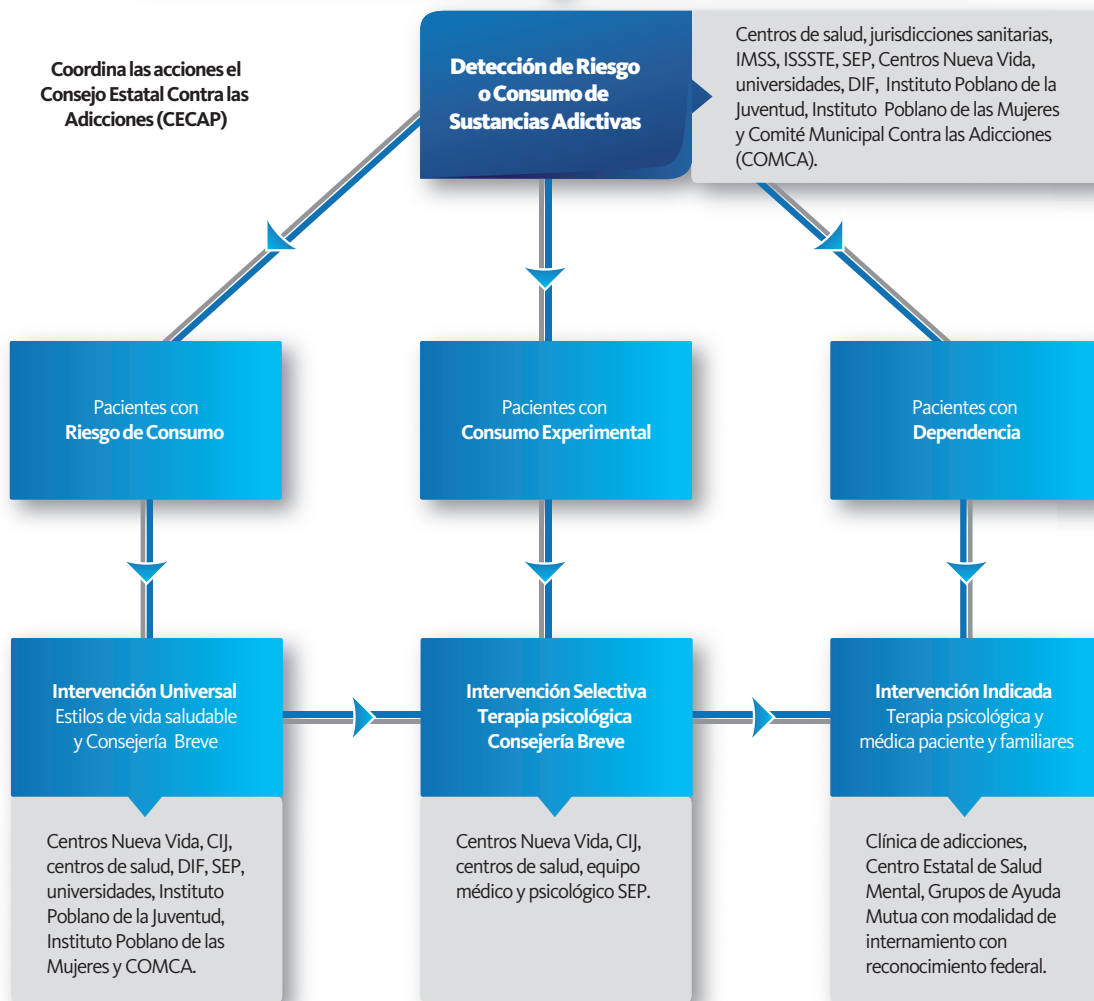 Coordina las acciones el
Consejo Estatal Contra las
Adicciones (CECAP)
Detección de Riesgo
o Consumo de
Sustancias Adictivas
Centros de salud, jurisdicciones sanitarias,
IMSS, ISSSTE, SEP, Centros Nueva Vida,
universidades, DIF, Instituto Poblano de la
Juventud, Instituto Poblano de las Mujeres
y Comité Municipal Contra las Adicciones
(COMCA).
Pacientes con
Riesgo de Consumo
Pacientes con
Consumo Experimental
Pacientes con
Dependencia
Intervención Universal
Estilos de vida saludable
y Consejería Breve
Intervención Selectiva
Terapia psicológica
Consejería Breve
Intervención Indicada
Terapia psicológica y
médica paciente y familiares
Centros Nueva Vida, CIJ,
centros de salud, DIF, SEP,
universidades, Instituto
Poblano de la Juventud,
Instituto Poblano de las
Mujeres y COMCA.
Centros Nueva Vida, CIJ,
centros de salud, equipo
médico y psicológico SEP.
Clínica de adicciones,
Centro Estatal de Salud
Mental, Grupos de Ayuda
Mutua con modalidad de
internamiento con
reconocimiento federal.